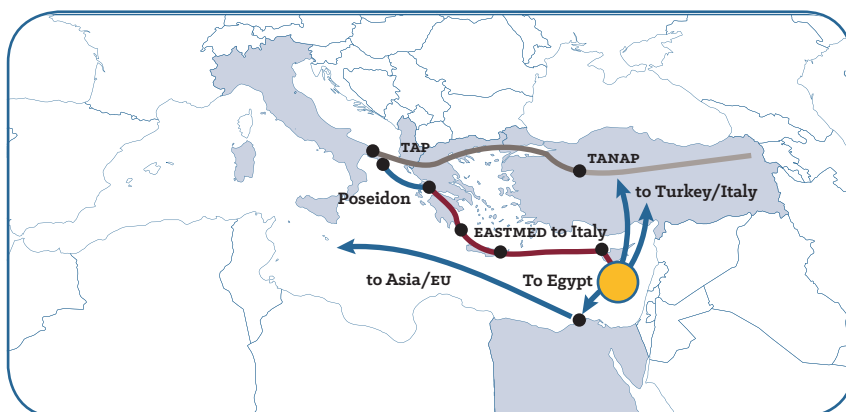 TAP
TANAP
Poseidon
to Turkey/Italy
EASTMED to Italy
to Asia/EU
To Egypt